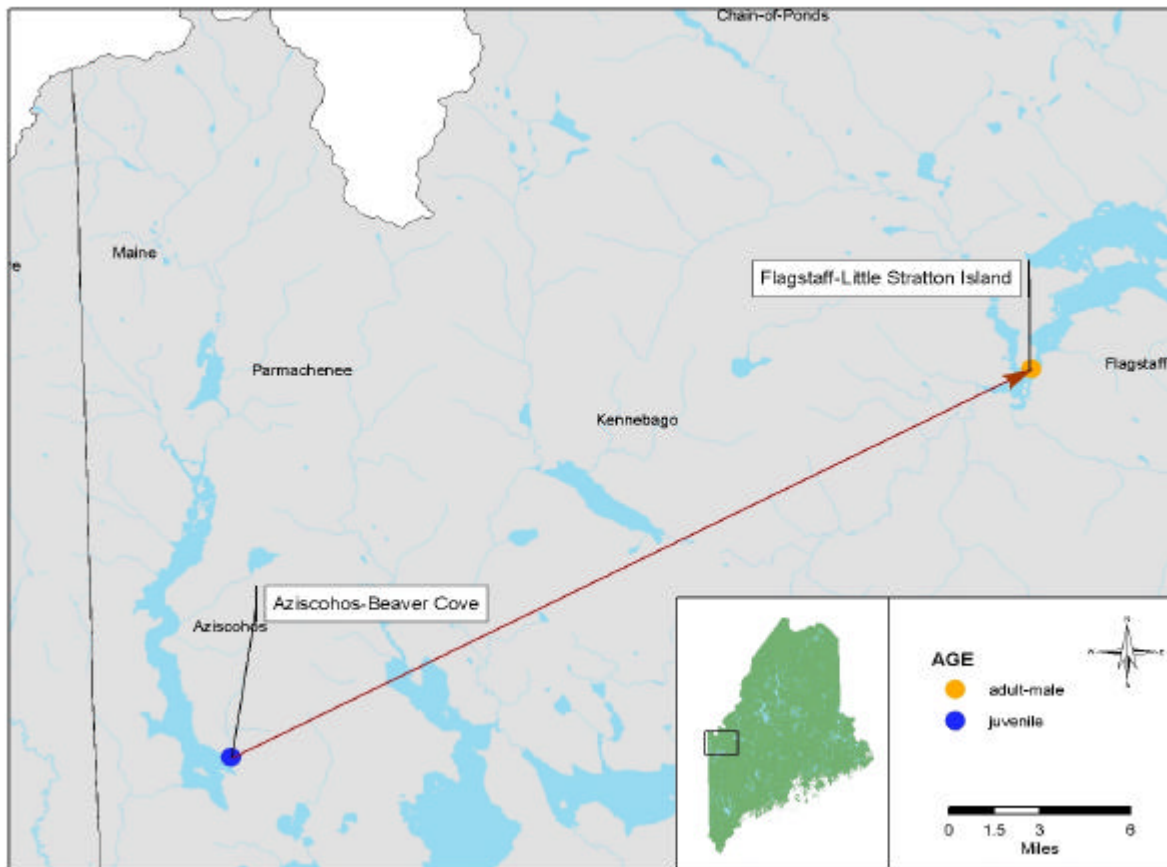 Chain-of-Ponds
Maine
re
Flagstaff-Little Stratton Island
Parmachenee
Flagstaff
Kennebago
Aziscohos-Beaver Cove
Aziscohos
N
W
E
S
AGE
adult-male
juvenile
0 1.5 3 6
Miles